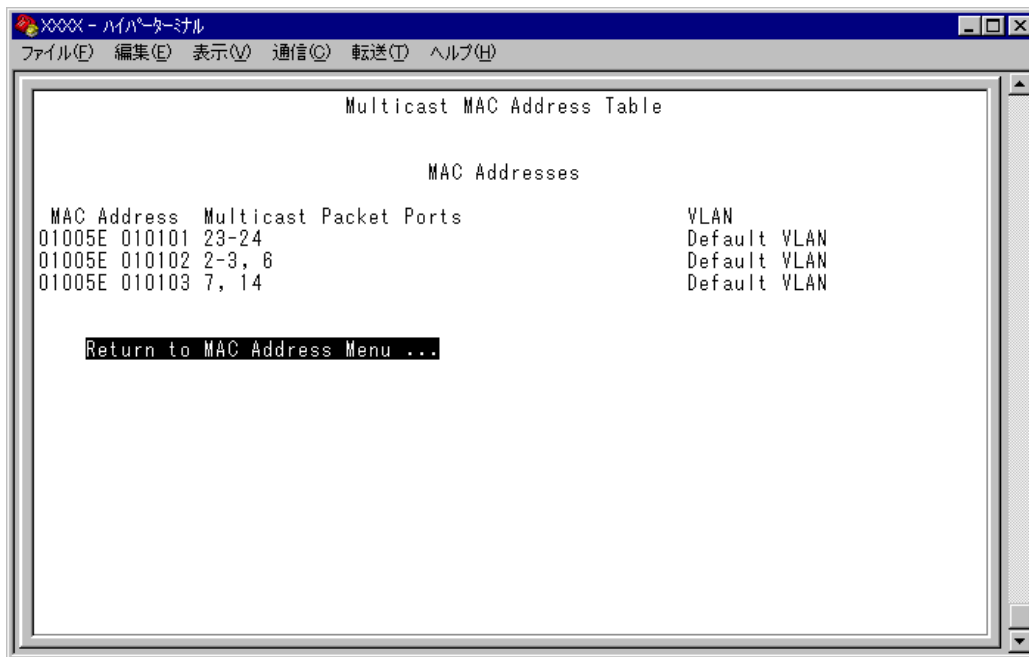 XXXX - ハイパーターミナル
ファイル(F) 編集(E) 表示(V) 通信(C) 転送(T) ヘルプ(H)
Multicast MAC Address Table
MAC Addresses
MAC Address Multicast Packet Ports VLAN
01005E 010101 23-24 Default VLAN
01005E 010102 2-3, 6 Default VLAN
01005E 010103 7, 14 Default VLAN
Return to MAC Address Menu ...